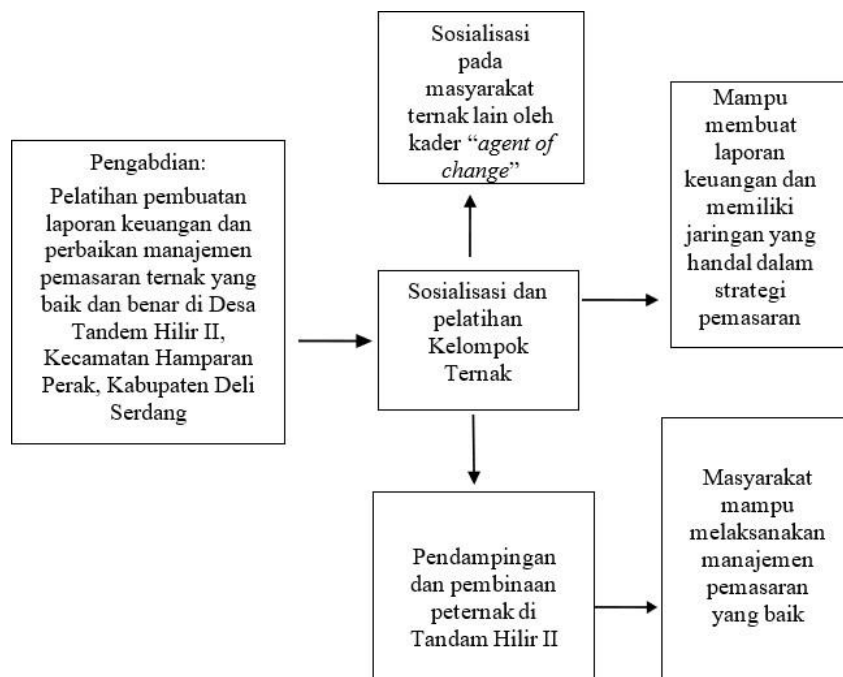 Pengabdian:
Pelatihan pembuatan
laporan keuangan dan
perbaikan manajemen
pemasaran ternak yang
baik dan benar di Desa
Tandem Hilir II,
Kecamatan Hamparan
Perak, Kabupaten Deli
Serdang
Sosialisasi
pada
masyarakat
ternak lain oleh
kader “agent of
change”
Sosialisasi dan
pelatihan
Kelompok
Ternak
Mampu
membuat
laporan
keuangan dan
memiliki
jaringan yang
handal dalam
strategi
pemasaran
Pendampingan
dan pembinaan
peternak di
Tandam Hilir II
Masyarakat
mampu
melaksanakan
manajemen
pemasaran
yang baik